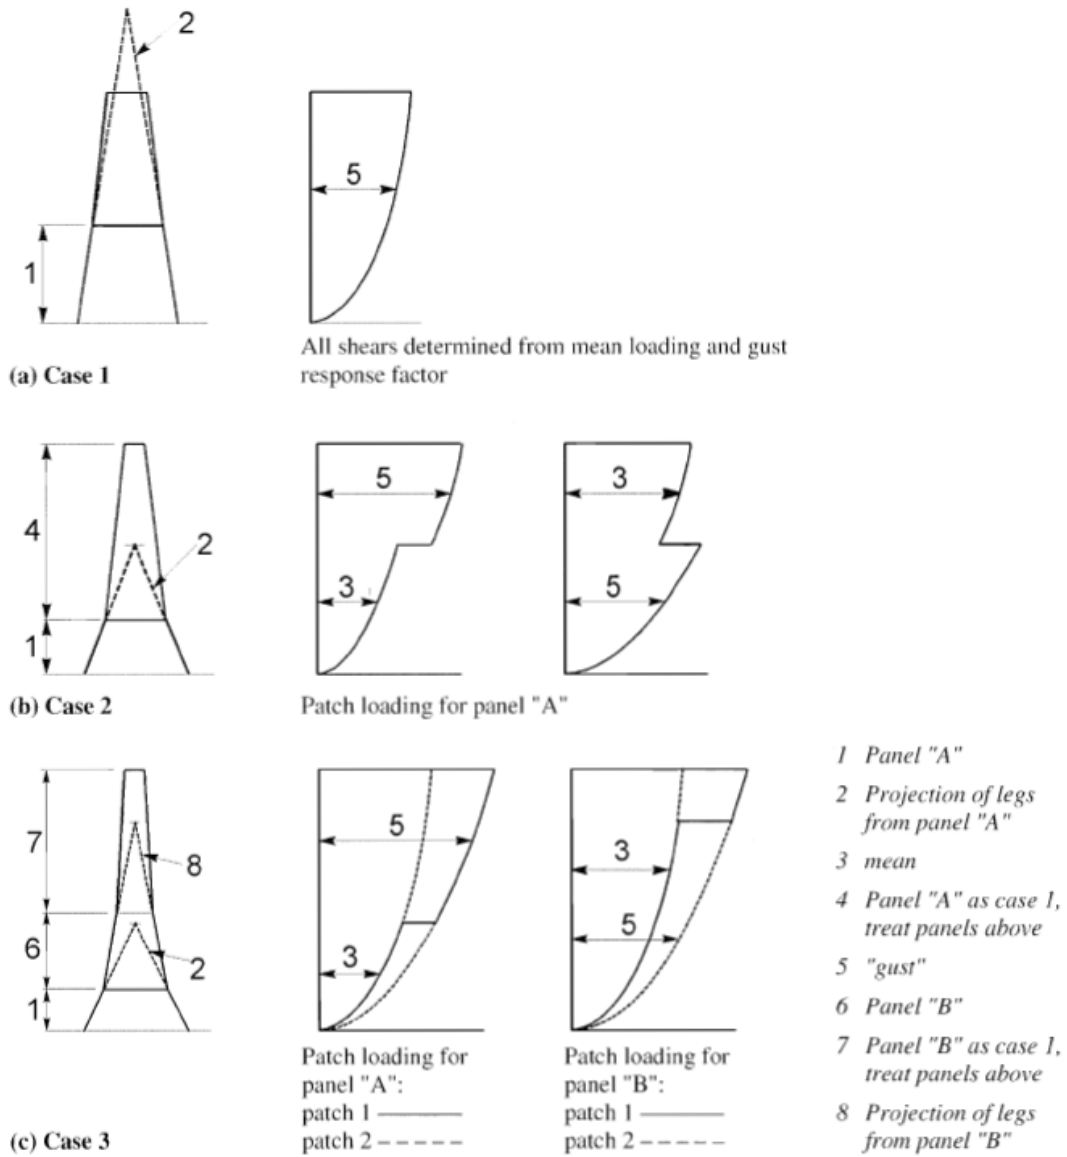 2
5
1
All shears determined from mean loading and gust
response factor
(a) Case 1
5
3
4
2
3
5
1
(b) Case 2
Patch loading for panel "A"
1 Panel "A"
2 Projection of legs
from panel "A"
3 mean
4 Panel "A" as case 1,
treat panels above
5 "gust"
6 Panel "B"
7 Panel "B" as case 1,
treat panels above
8 Projection of legs
from panel "B"
7
8
5
3
6
2
3
5
1
Patch loading for
panel "A":
patch 1
patch 2
Patch loading for
panel "B":
patch 1
patch 2
(c) Case 3